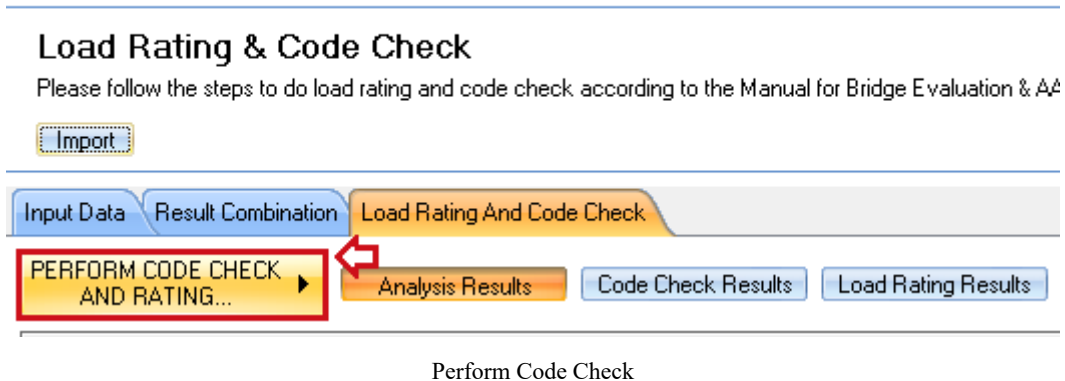 Load Rating & Code Check
Please follow the steps to do load rating and code check according to the Manual for Bridge Evaluation & AA
Import
Input Data Result Combination Load Rating And Code Check
PERFORM CODE CHECK
AND RATING...
Analysis Results Code Check Results Load Rating Results
Perform Code Check